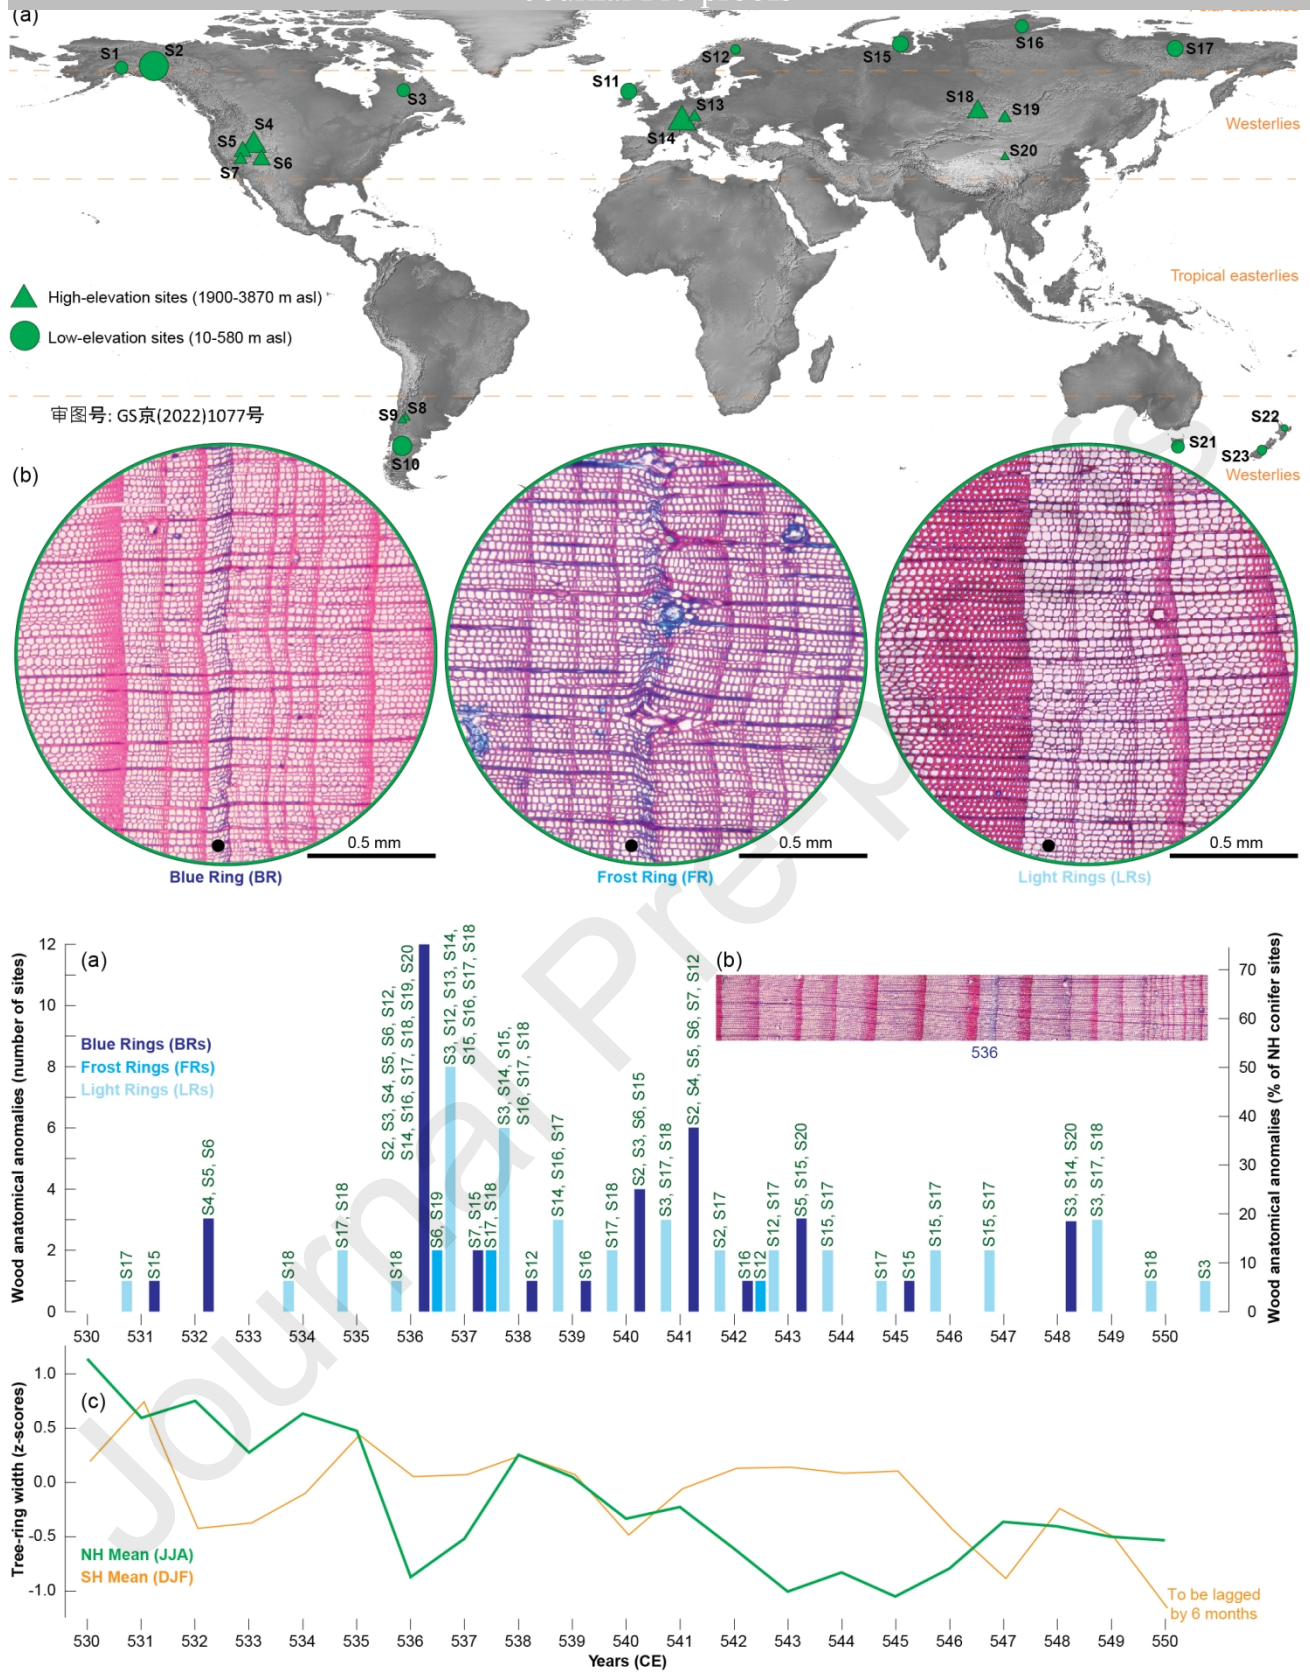 Journal Pre-proofs
(a)
Polar easterlies
S1
S2
S3
S4
S5
S6
S7
S8
S9
S10
S11
S12
S13
S14
S15
S16
S17
S18
S19
S20
S21
S22
S23
Westerlies
Tropical easterlies
Westerlies
High-elevation sites (1900-3870 m asl)
Low-elevation sites (10-580 m asl)
审图号: GS京(2022)1077号
(b)
0.5 mm
0.5 mm
0.5 mm
Blue Ring (BR)
Frost Ring (FR)
Light Rings (LRs)
Journal Pre-proofs
(a)
Wood anatomical anomalies (number of sites)
12
10
8
6
4
2
0
Blue Rings (BRs)
Frost Rings (FRs)
Light Rings (LRs)
S17
S15
S4, S5, S6
S18
S17, S18
S18
S2, S3, S4, S5, S6, S12,
S14, S16, S17, S18, S19, S20
S6, S19
S3, S12, S13, S14,
S15, S16, S17, S18
S7, S15
S17, S18
S3, S14, S15,
S16, S17, S18
S12
S14, S16, S17
S16
S17, S18
S2, S3, S6, S15
S3, S17, S18
S2, S4, S5, S6, S7, S12
S2, S17
S16
S12
S12, S17
S5, S15, S20
S15, S17
S17
S15
S15, S17
S15, S17
S3, S14, S20
S3, S17, S18
S18
S3
(b)
536
70
60
50
40
30
20
10
0
Wood anatomical anomalies (% of NH conifer sites)
530 531 532 533 534 535 536 537 538 539 540 541 542 543 544 545 546 547 548 549 550
(c)
Tree-ring width (z-scores)
1.0
0.5
0.0
-0.5
-1.0
NH Mean (JJA)
SH Mean (DJF)
To be lagged
by 6 months
530 531 532 533 534 535 536 537 538 539 540 541 542 543 544 545 546 547 548 549 550
Years (CE)